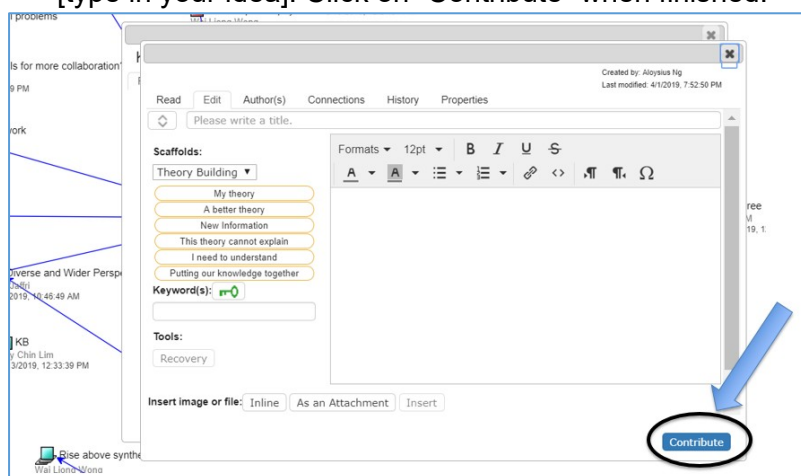 [type in your idea]. Click on "Contribute" when finished.
problems
Wai Liong Wong
ls for more collaboration
9 PM
Created by: Aloysius Ng
Last modified: 4/1/2019, 7:52:50 PM
Read Edit Author(s) Connections History Properties
Please write a title.
Scaffolds:
Formats 12pt B I U S
Theory Building
A A
My theory
A better theory
New Information
This theory cannot explain
I need to understand
Putting our knowledge together
Keyword(s):
Tools:
Recovery
Insert image or file: Inline As an Attachment Insert
Contribute
ree
19, 1
Diverse and Wider Persp
2019, 10:46:49 AM
KB
y Chin Lim
3/2019, 12:33:39 PM
Rise above synthe
Wai Liong Wong